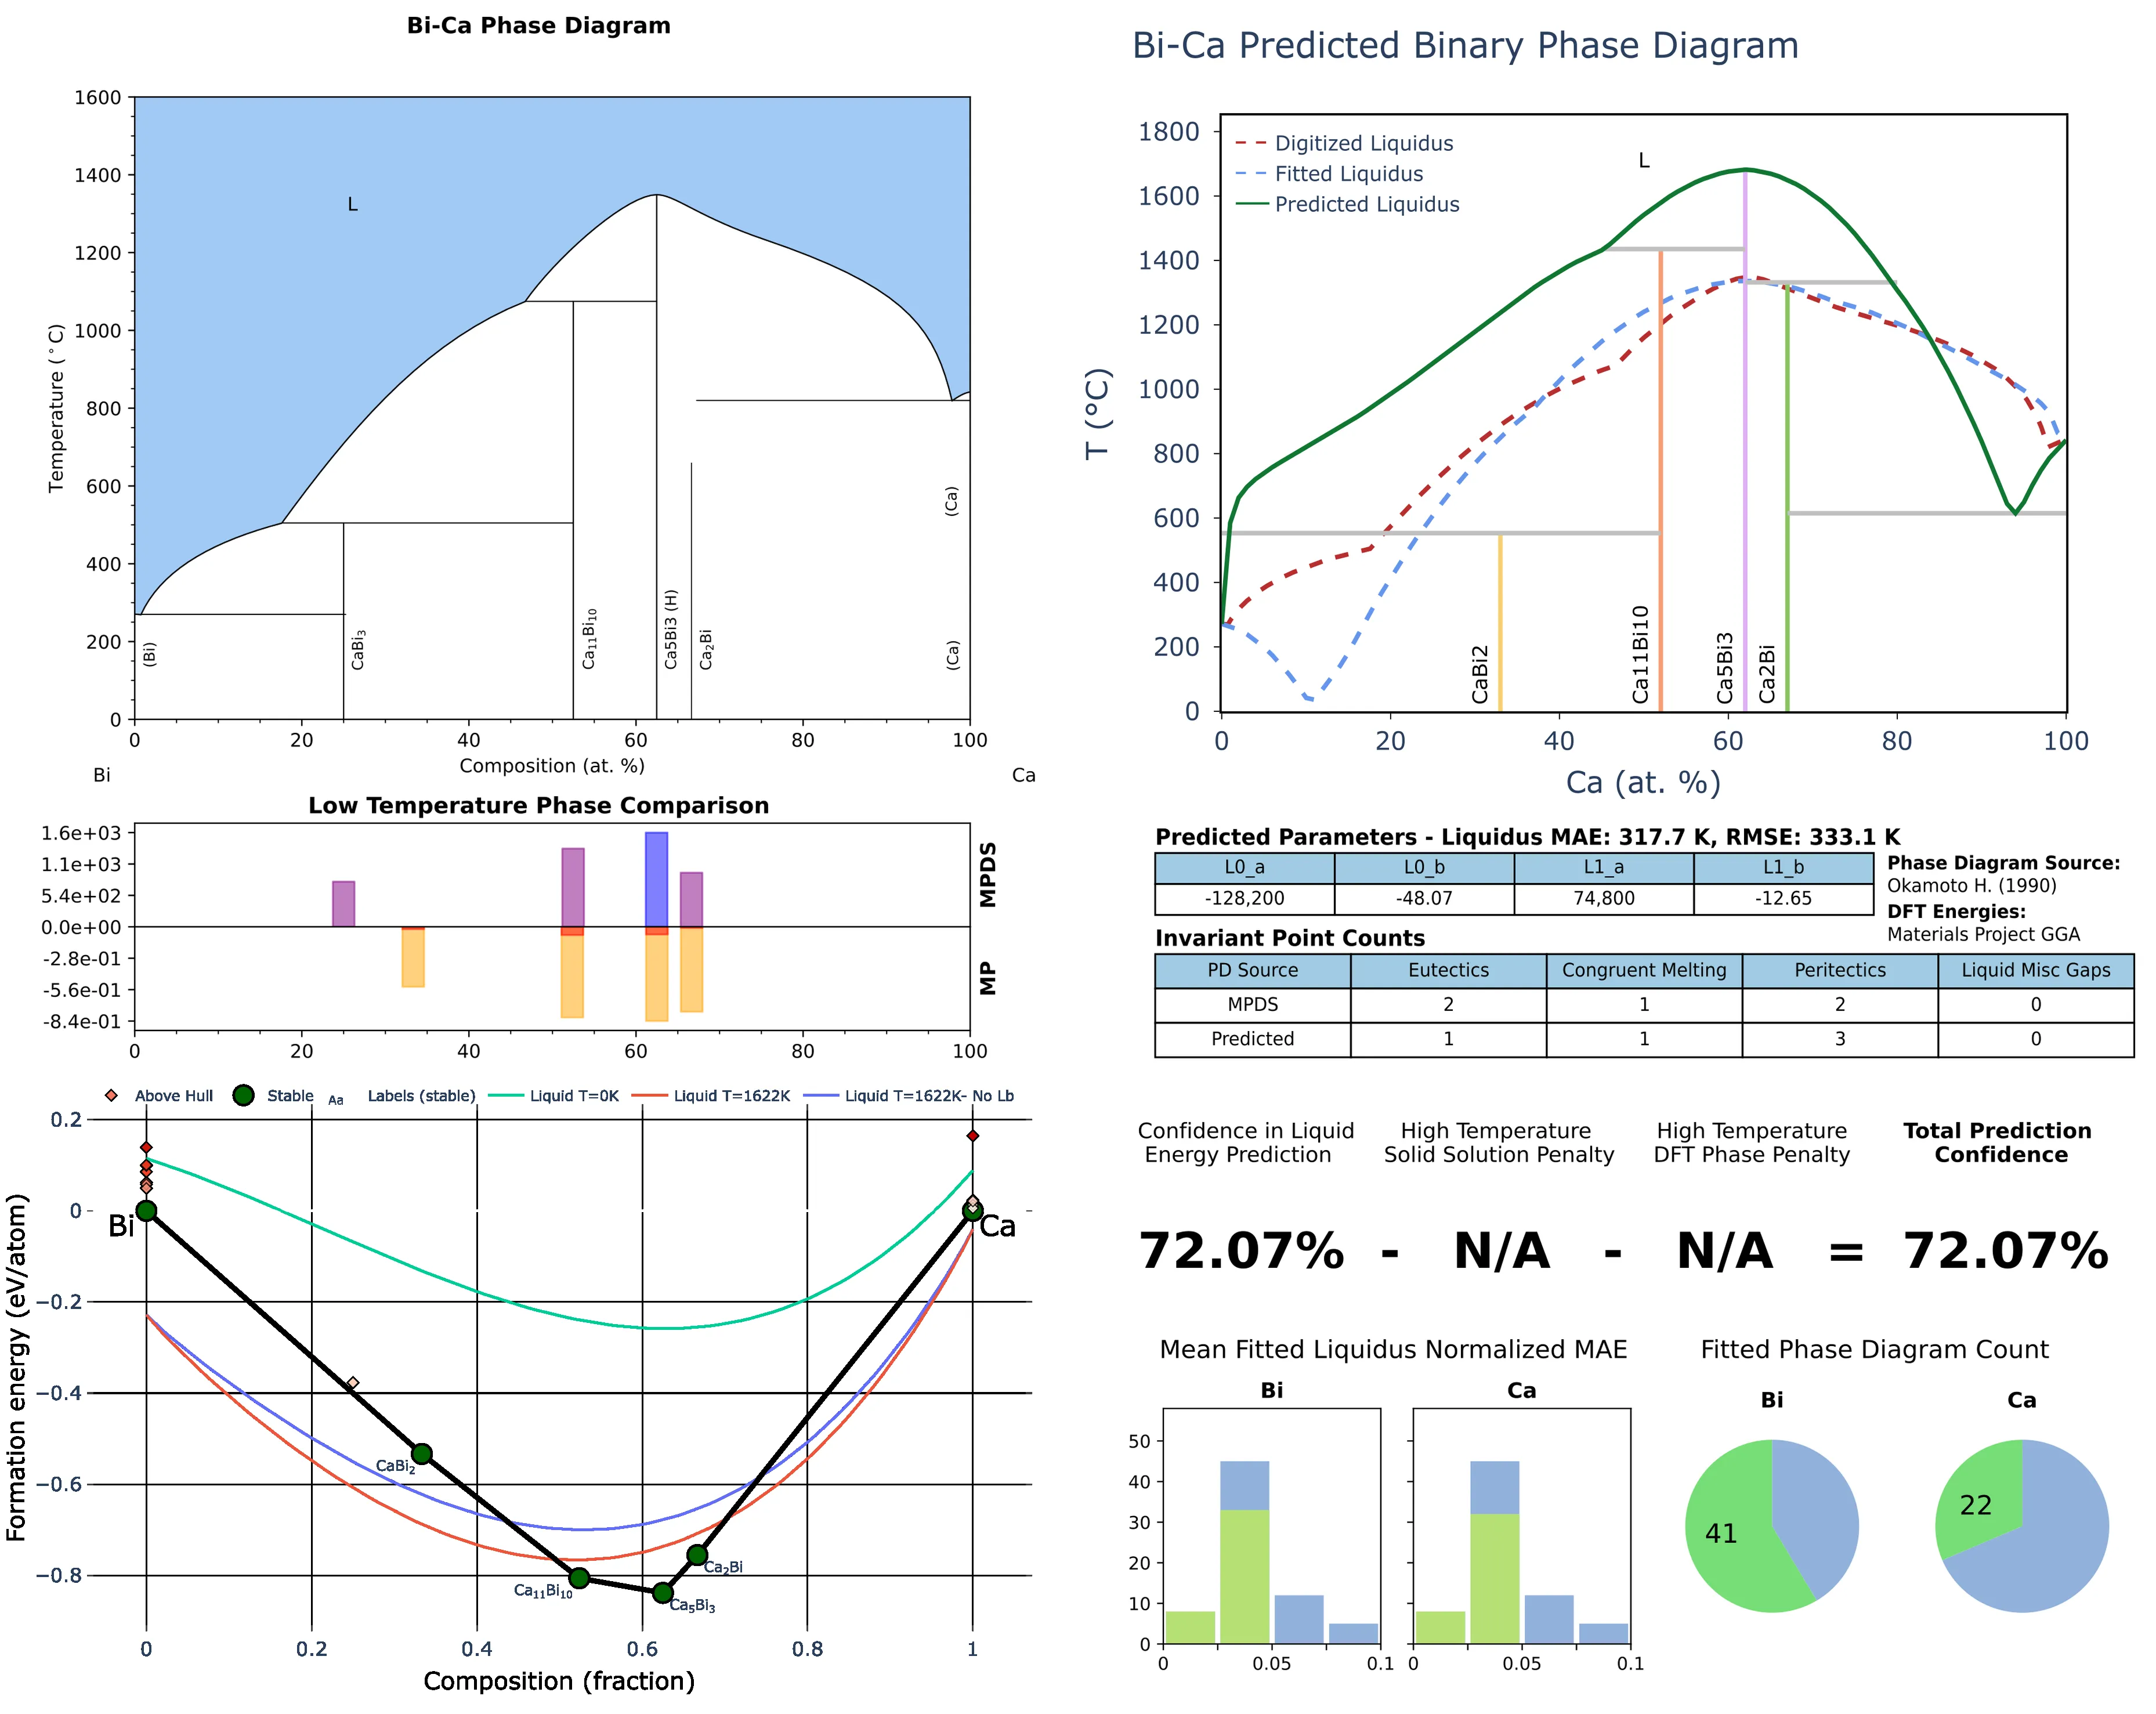 Bi-Ca Phase Diagram
1600
1400
1200
1000
800
600
400
200
0
Temperature (°C)
L
(Bi)
CaBi3
Ca11Bi10
Ca5Bi3 (H)
Ca2Bi
(Ca)
(Ca)
0 20 40 60 80 100
Composition (at. %)
Bi Ca
Low Temperature Phase Comparison
1.6e+03
1.1e+03
5.4e+02
0.0e+00
-2.8e-01
-5.6e-01
-8.4e-01
MPDS
MP
0 20 40 60 80 100
Above Hull Stable Aa Labels (stable) Liquid T=0K Liquid T=1622K Liquid T=1622K- No Lb
0.2
0
−0.2
−0.4
−0.6
−0.8
Formation energy (eV/atom)
Bi
Ca
CaBi2
Ca11Bi10
Ca5Bi3
Ca2Bi
0 0.2 0.4 0.6 0.8 1
Composition (fraction)
Bi-Ca Predicted Binary Phase Diagram
1800
1600
1400
1200
1000
800
600
400
200
0
T (°C)
Digitized Liquidus
Fitted Liquidus
Predicted Liquidus
L
CaBi2
Ca11Bi10
Ca5Bi3
Ca2Bi
0 20 40 60 80 100
Ca (at. %)
Predicted Parameters - Liquidus MAE: 317.7 K, RMSE: 333.1 K
L0_a L0_b L1_a L1_b
-128,200 -48.07 74,800 -12.65
Phase Diagram Source:
Okamoto H. (1990)
DFT Energies:
Materials Project GGA
Invariant Point Counts
PD Source Eutectics Congruent Melting Peritectics Liquid Misc Gaps
MPDS 2 1 2 0
Predicted 1 1 3 0
Confidence in Liquid
Energy Prediction
High Temperature
Solid Solution Penalty
High Temperature
DFT Phase Penalty
Total Prediction
Confidence
72.07% - N/A - N/A = 72.07%
Mean Fitted Liquidus Normalized MAE
Bi
Ca
50
40
30
20
10
0
0 0.05 0.1
0 0.05 0.1
Fitted Phase Diagram Count
Bi
Ca
41
22